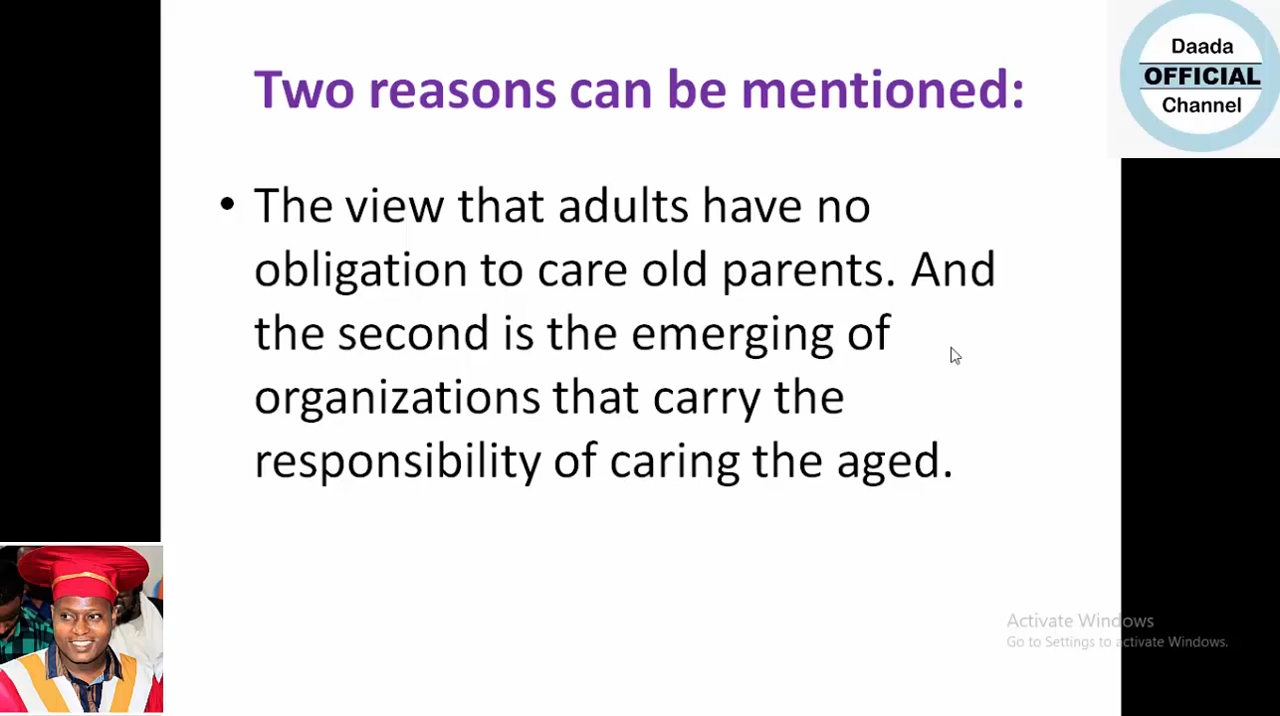 Two reasons can be mentioned:
• The view that adults have no
obligation to care old parents. And
the second is the emerging of
organizations that carry the
responsibility of caring the aged.
Daada
OFFICIAL
Channel
Activate Windows
Go to Settings to activate Windows.